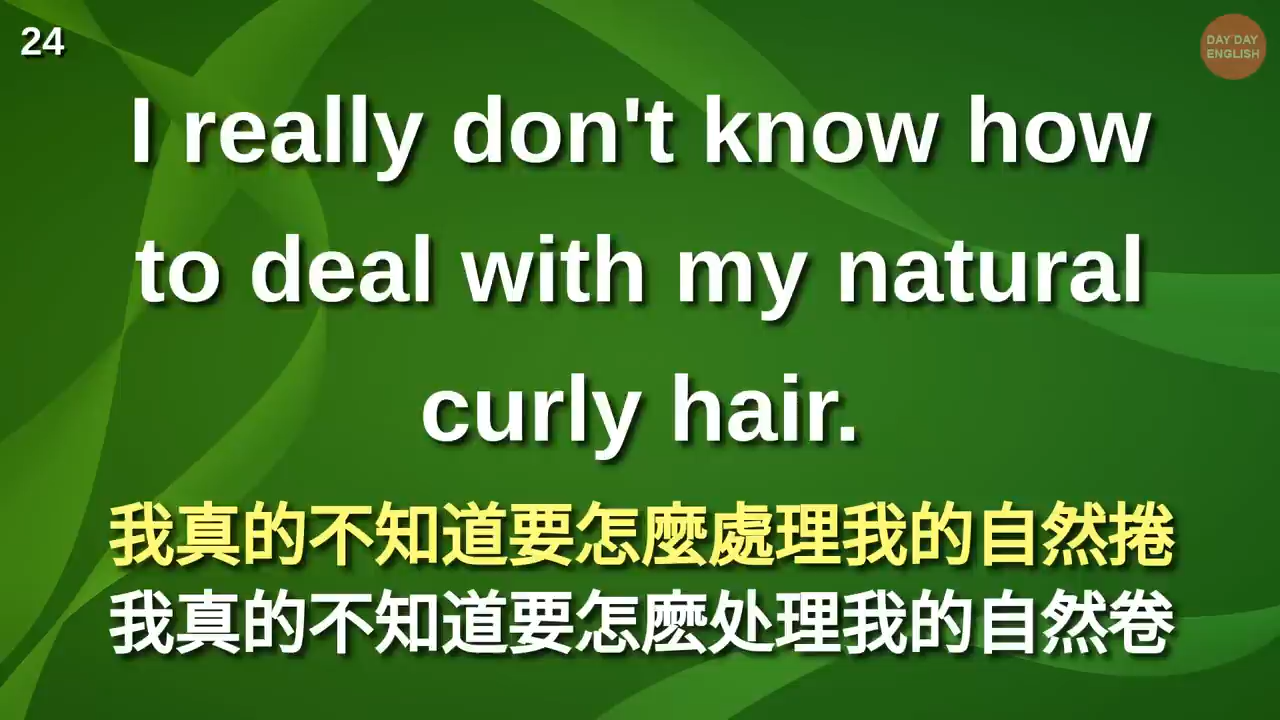 24
DAY DAY
ENGLISH
I really don't know how
to deal with my natural
curly hair.
我真的不知道要怎麼處理我的自然捲
我真的不知道要怎麽处理我的自然卷